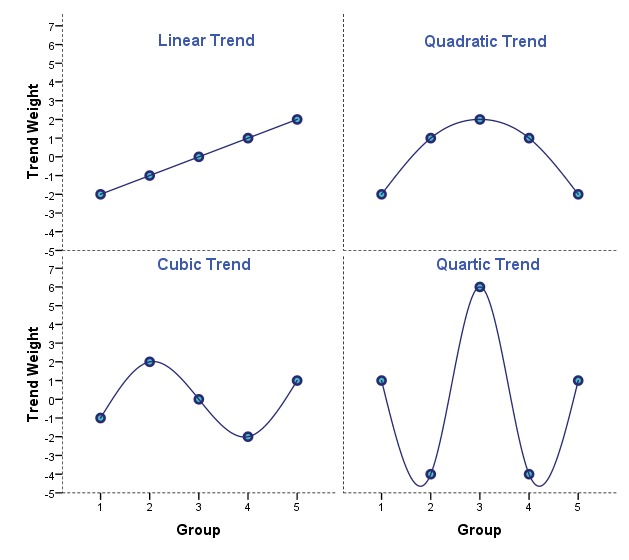 Linear Trend
Quadratic Trend
Trend Weight
7
6
5
4
3
2
1
0
-1
-2
-3
-4
-5
Cubic Trend
Quartic Trend
Trend Weight
7
6
5
4
3
2
1
0
-1
-2
-3
-4
-5
1 2 3 4 5
1 2 3 4 5
Group
Group